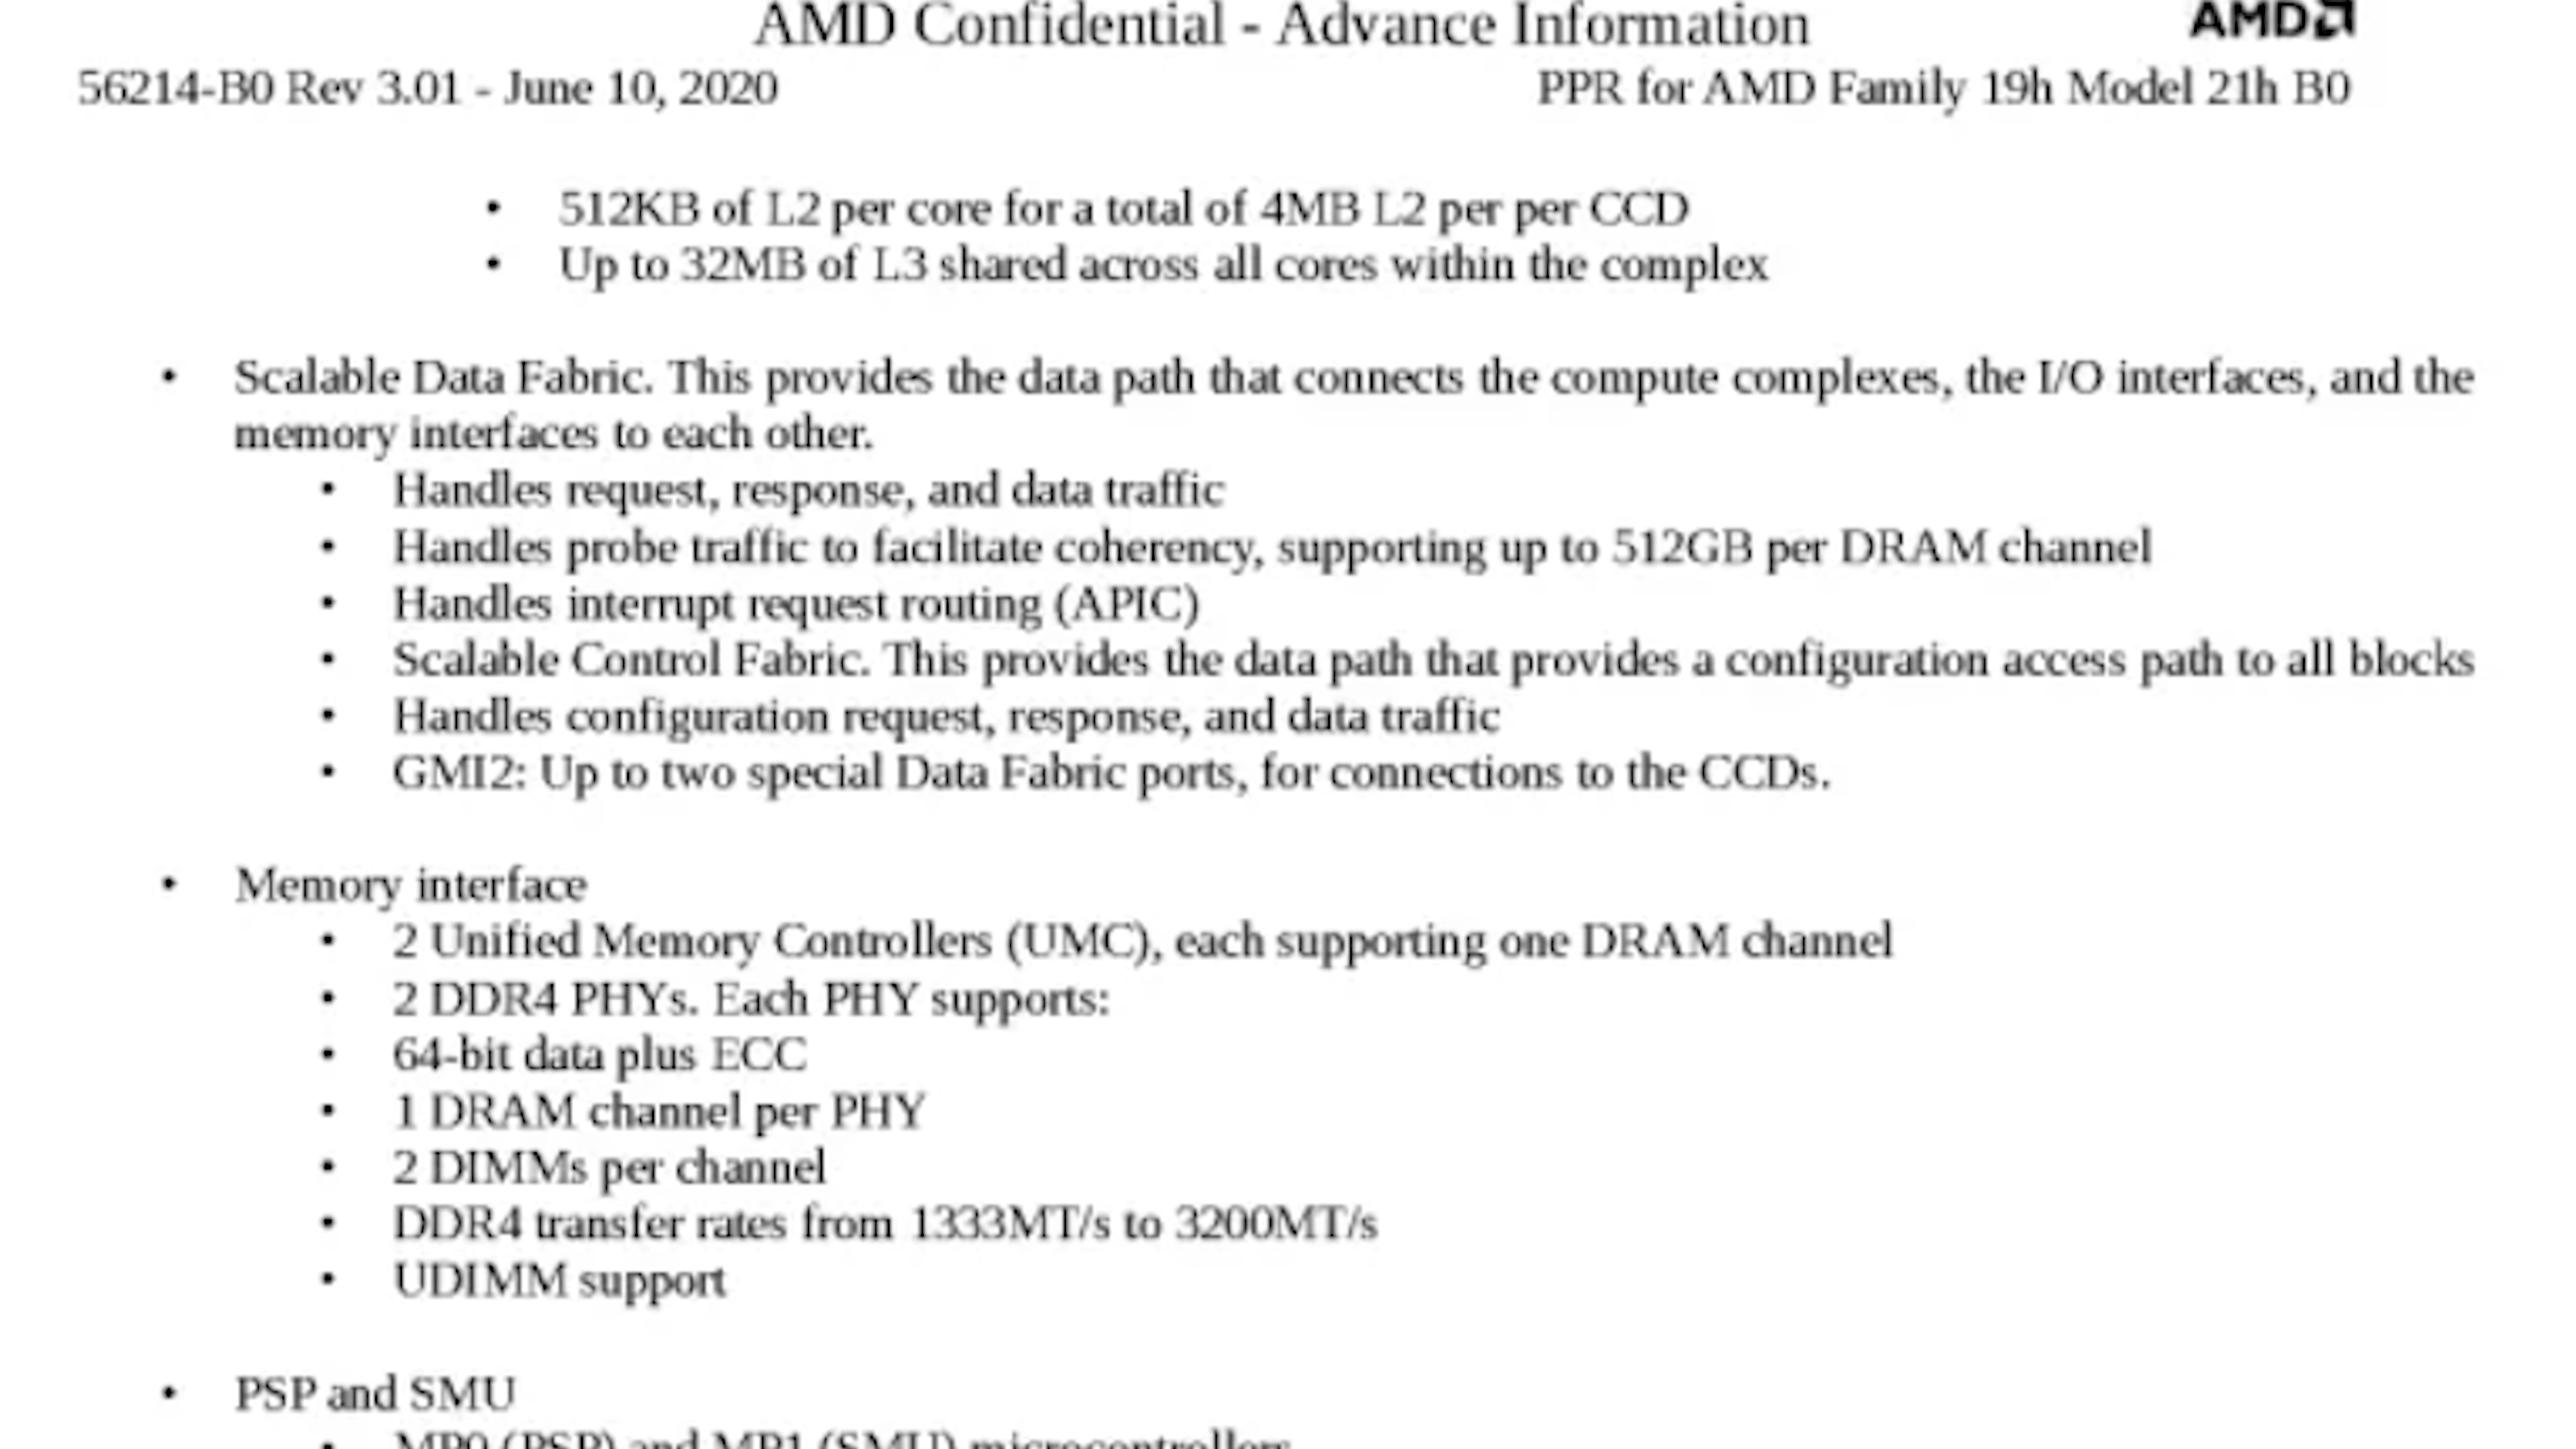 AMD Confidential - Advance Information
AMD
56214-B0 Rev 3.01 - June 10, 2020
PPR for AMD Family 19h Model 21h B0
• 512KB of L2 per core for a total of 4MB L2 per per CCD
• Up to 32MB of L3 shared across all cores within the complex
• Scalable Data Fabric. This provides the data path that connects the compute complexes, the I/O interfaces, and the
memory interfaces to each other.
• Handles request, response, and data traffic
• Handles probe traffic to facilitate coherency, supporting up to 512GB per DRAM channel
• Handles interrupt request routing (APIC)
• Scalable Control Fabric. This provides the data path that provides a configuration access path to all blocks
• Handles configuration request, response, and data traffic
• GMI2: Up to two special Data Fabric ports, for connections to the CCDs.
• Memory interface
• 2 Unified Memory Controllers (UMC), each supporting one DRAM channel
• 2 DDR4 PHYs. Each PHY supports:
• 64-bit data plus ECC
• 1 DRAM channel per PHY
• 2 DIMMs per channel
• DDR4 transfer rates from 1333MT/s to 3200MT/s
• UDIMM support
• PSP and SMU
• MP0 (PSP) and MP1 (SMU) microcontrollers